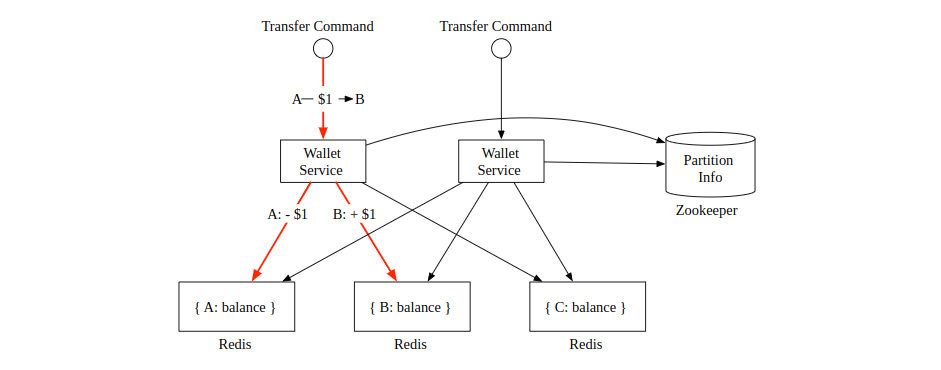 Transfer Command
Transfer Command
A $1 B
Wallet
Service
Wallet
Service
Partition
Info
Zookeeper
A: - $1
B: + $1
{ A: balance }
{ B: balance }
{ C: balance }
Redis
Redis
Redis